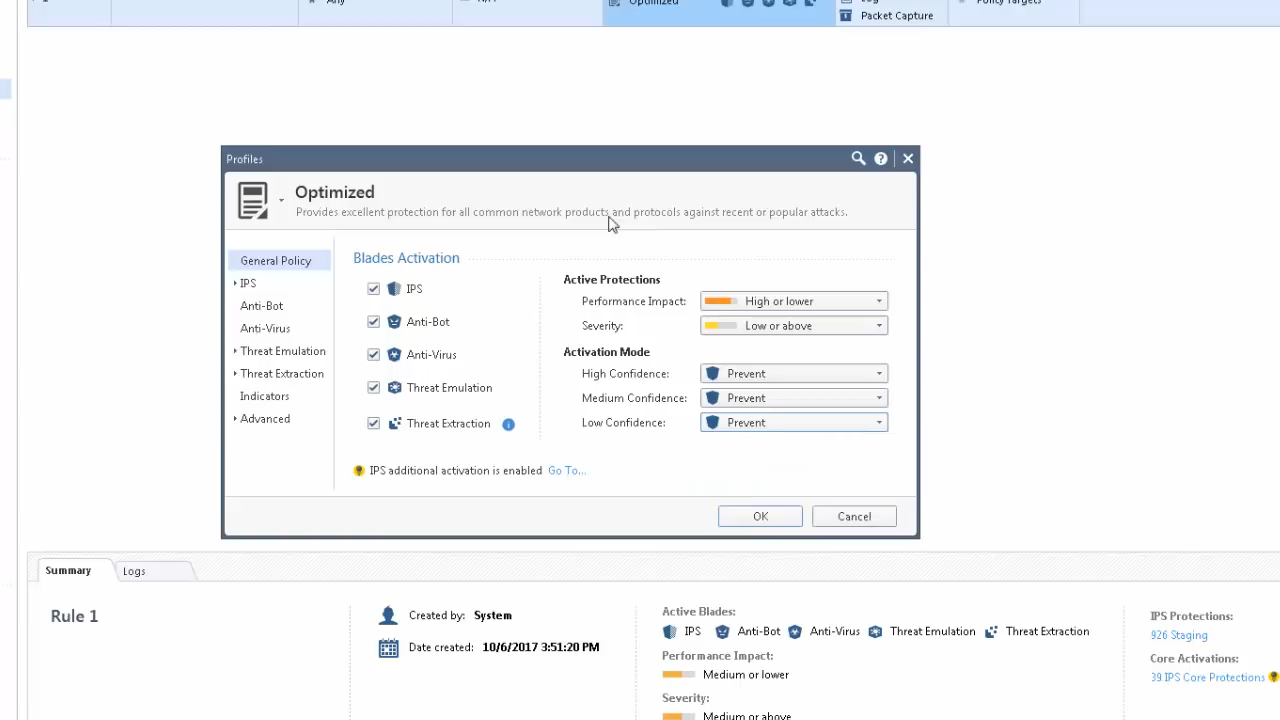 Any
N/A
Optimized
Log
Policy Targets
Packet Capture
Profiles
Optimized
Provides excellent protection for all common network products and protocols against recent or popular attacks.
General Policy
IPS
Anti-Bot
Anti-Virus
Threat Emulation
Threat Extraction
Indicators
Advanced
Blades Activation
IPS
Anti-Bot
Anti-Virus
Threat Emulation
Threat Extraction
Active Protections
Performance Impact: High or lower
Severity: Low or above
Activation Mode
High Confidence: Prevent
Medium Confidence: Prevent
Low Confidence: Prevent
IPS additional activation is enabled Go To...
OK Cancel
Summary Logs
Rule 1
Created by: System
Date created: 10/6/2017 3:51:20 PM
Active Blades:
IPS Anti-Bot Anti-Virus Threat Emulation Threat Extraction
Performance Impact:
Medium or lower
Severity:
Medium or above
IPS Protections:
926 Staging
Core Activations:
39 IPS Core Protections